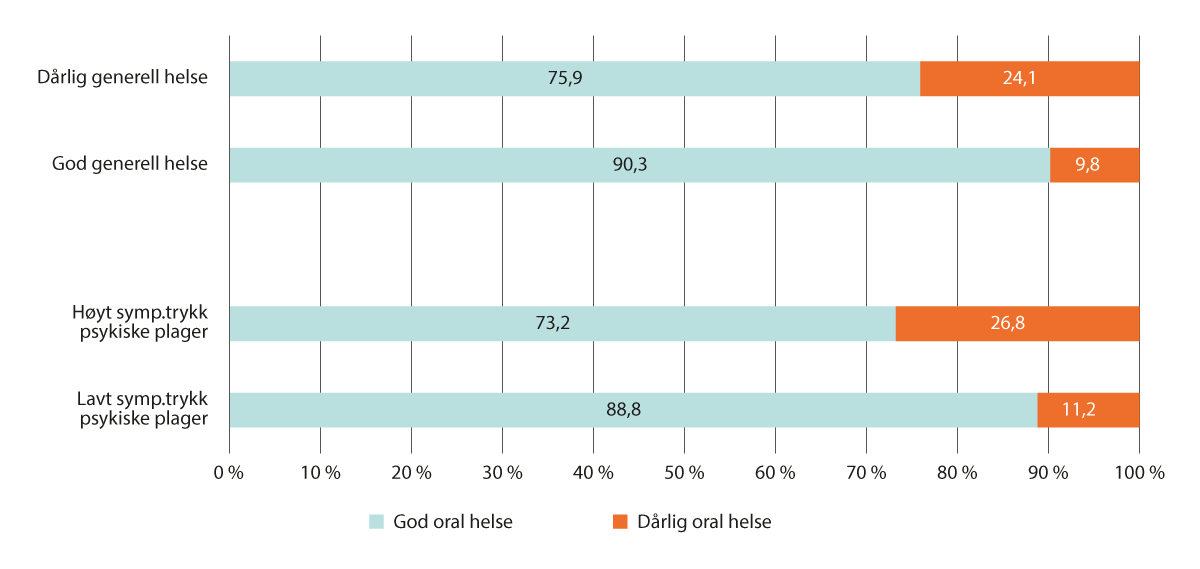 Dårlig generell helse
75,9
24,1
God generell helse
90,3
9,8
Høyt symp.trykk
psykiske plager
73,2
26,8
Lavt symp.trykk
psykiske plager
88,8
11,2
0 % 10 % 20 % 30 % 40 % 50 % 60 % 70 % 80 % 90 % 100 %
God oral helse
Dårlig oral helse